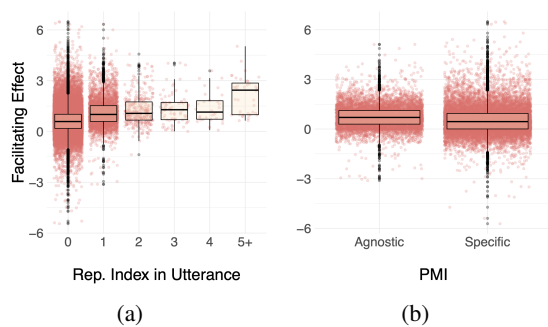 Facilitating Effect
6
3
0
−3
−6
0 1 2 3 4 5+
Rep. Index in Utterance
(a)
6
3
0
−3
−6
Agnostic Specific
PMI
(b)